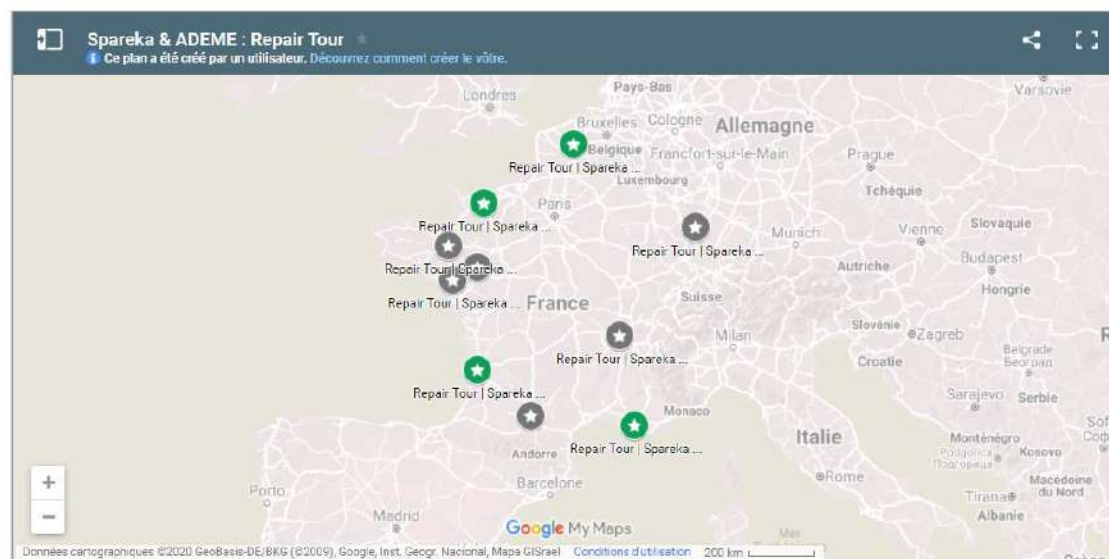 Spareka & ADEME : Repair Tour
Ce plan a été créé par un utilisateur. Découvrez comment créer le vôtre.
Londres
Pays-Bas
Varsovie
Bruxelles
Cologne
Allemagne
Belgique
Francfort-sur-le-Main
Prague
Repair Tour | Spareka ...
Luxembourg
Tchéquie
Paris
Repair Tour | Spareka ...
Munich
Vienne
Slovaquie
Repair Tour | Spareka ...
Budapest
Autriche
Repair Tour | Spareka ...
Hongrie
Repair Tour | Spareka ...
France
Suisse
Slovénie
Zagreb
Milan
Repair Tour | Spareka ...
Croatie
Belgrade
Београд
Repair Tour | Spareka ...
Sarajevo
Serbie
Monaco
Italie
Monténégro
Andorre
Repair Tour | Spareka ...
Podgorica
Подгорица
Kosovo
Barcelone
Rome
Macédoine
du Nord
Porto
Tirana
Madrid
Albanie
Google My Maps
Mer
Données cartographiques ©2020 GeoBasis-DE/BKG (©2009), Google, Inst. Geogr. Nacional, Mapa GISrael
Conditions d'utilisation
200 km